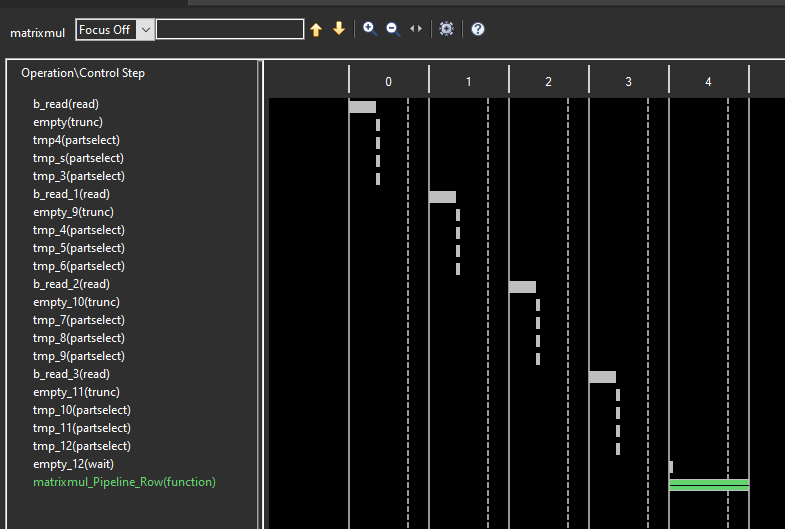 matrixmul Focus Off
Operation\Control Step 0 1 2 3 4
b_read(read)
empty(trunc)
tmp4(partselect)
tmp_s(partselect)
tmp_3(partselect)
b_read_1(read)
empty_9(trunc)
tmp_4(partselect)
tmp_5(partselect)
tmp_6(partselect)
b_read_2(read)
empty_10(trunc)
tmp_7(partselect)
tmp_8(partselect)
tmp_9(partselect)
b_read_3(read)
empty_11(trunc)
tmp_10(partselect)
tmp_11(partselect)
tmp_12(partselect)
empty_12(wait)
matrixmul_Pipeline_Row(function)